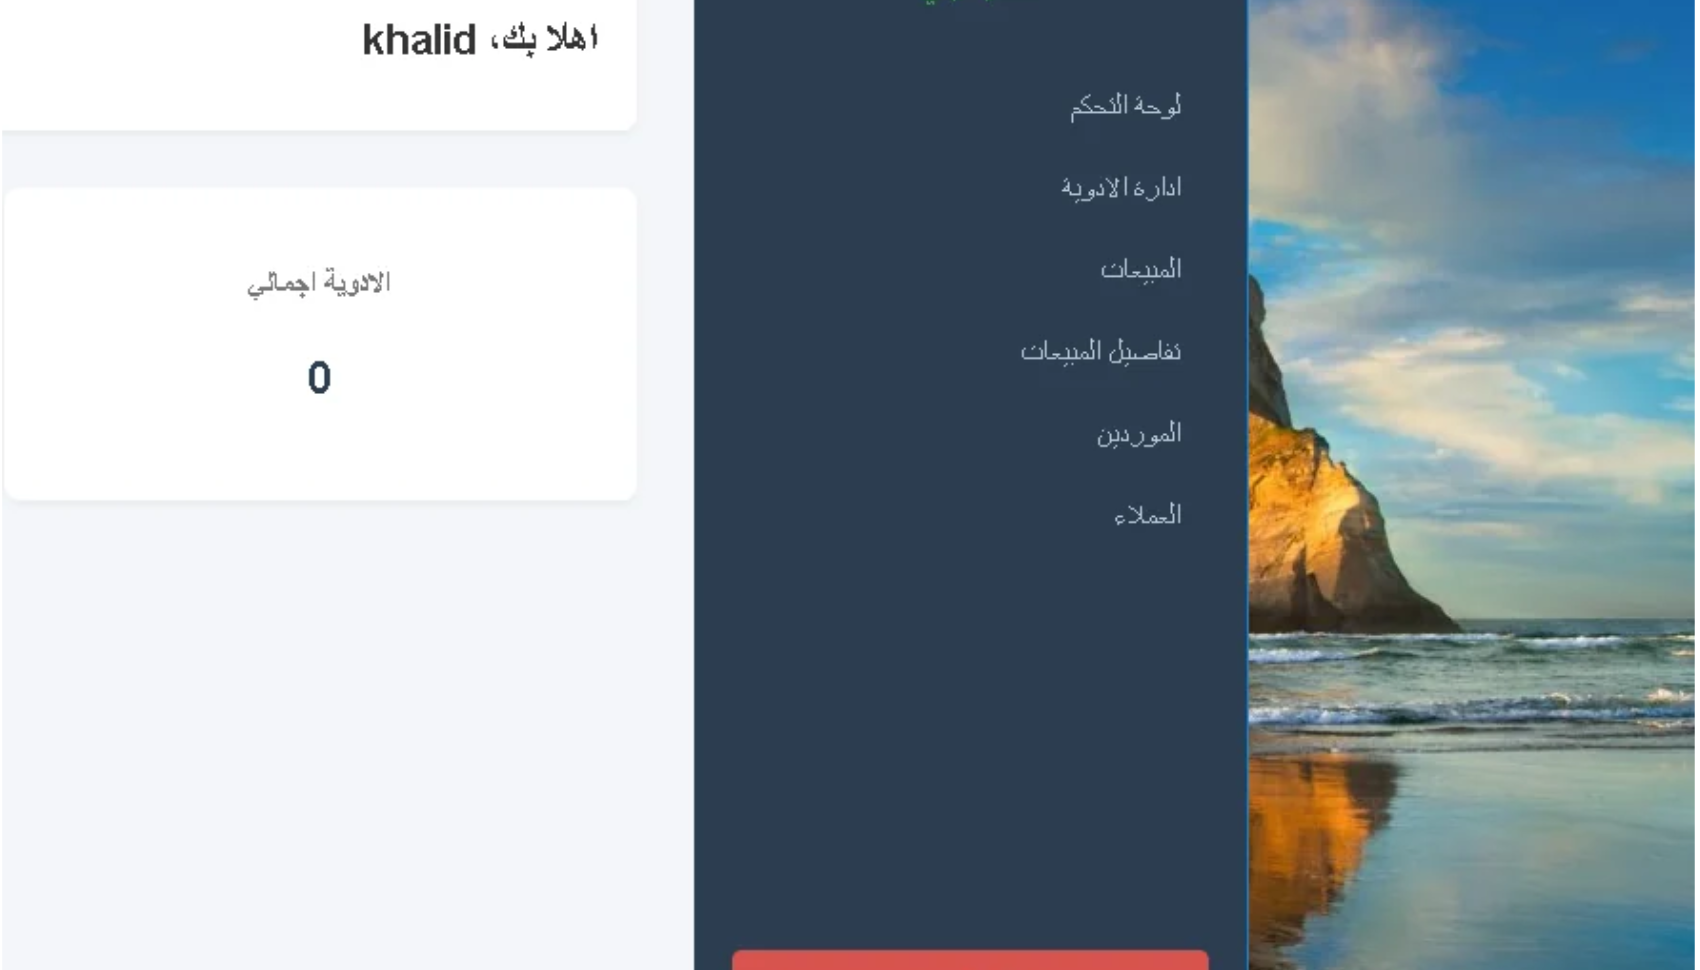 اهلا بك، khalid
لوحة التحكم
ادارة الادوية
المبيعات
تفاصيل المبيعات
الموردين
العملاء
الادوية اجمالي
0